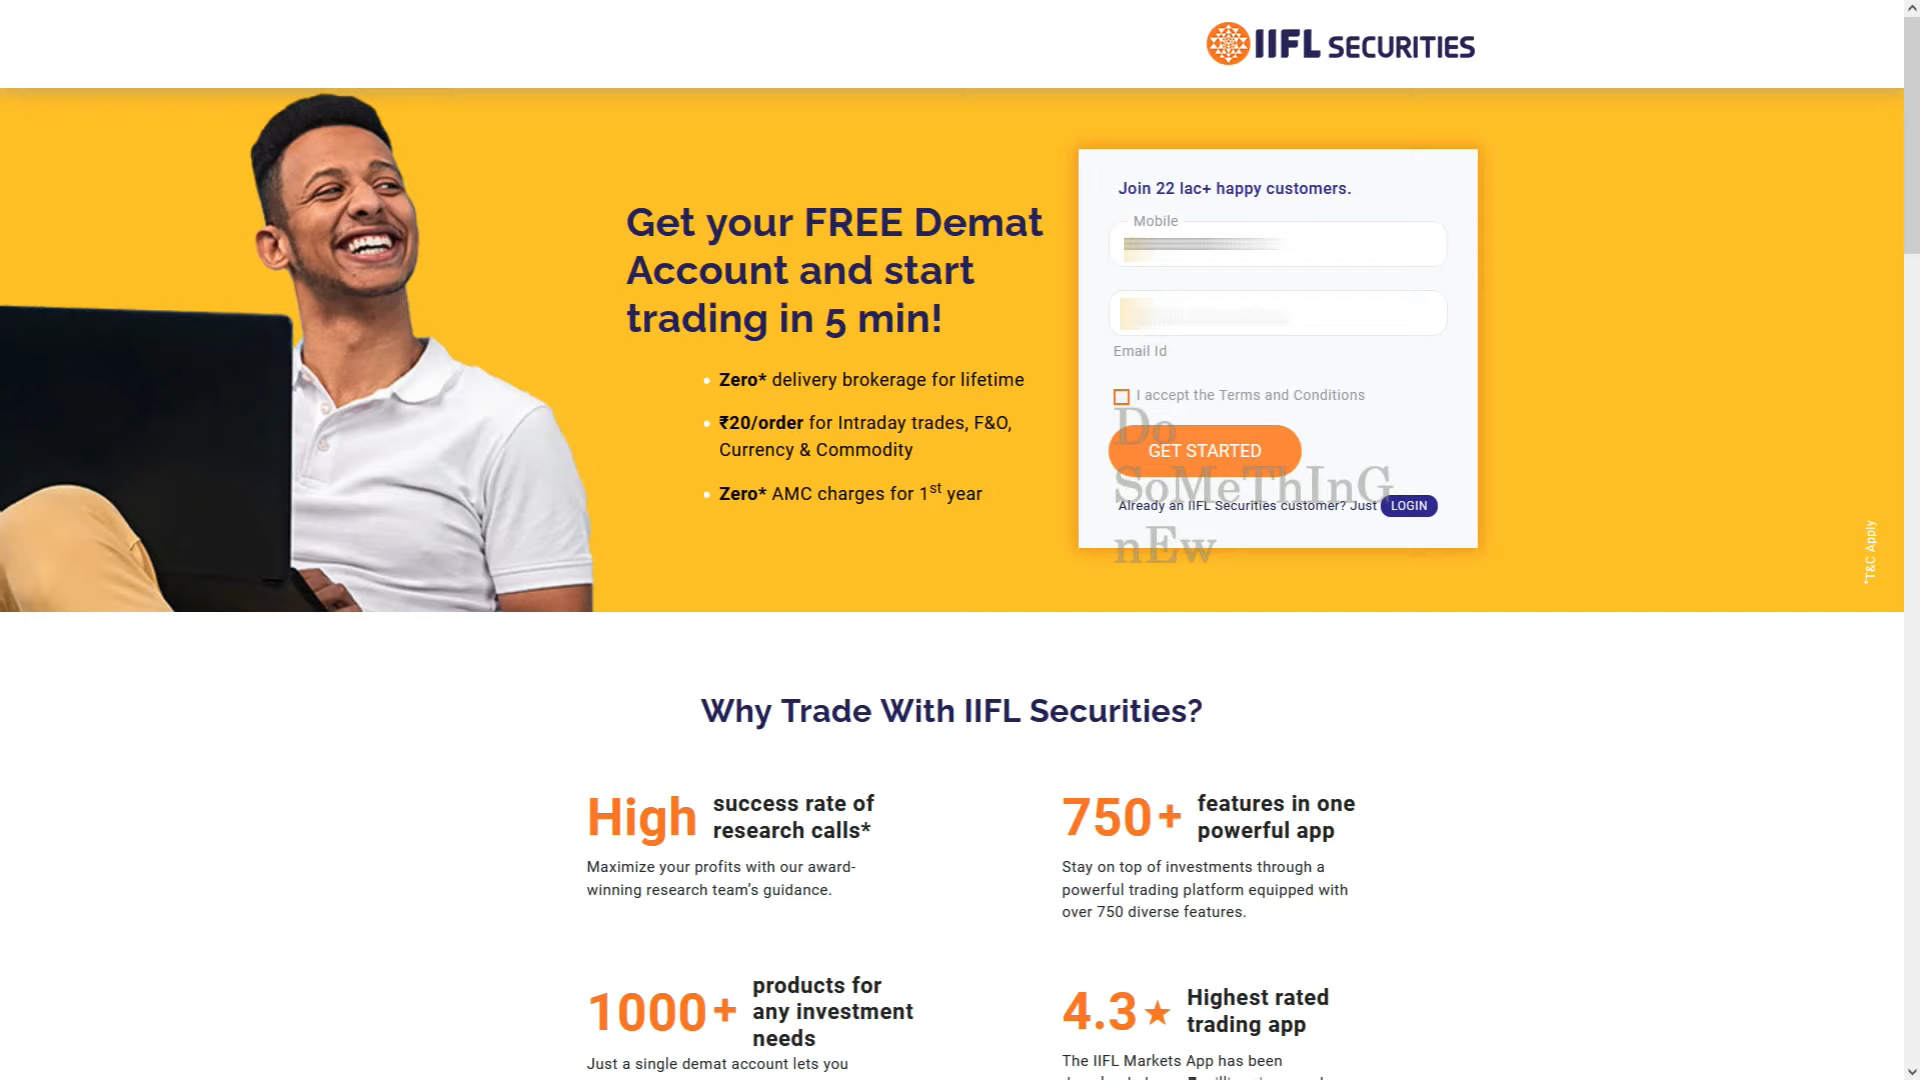 IIFL SECURITIES
Get your FREE Demat
Account and start
trading in 5 min!
• Zero* delivery brokerage for lifetime
• ₹20/order for Intraday trades, F&O,
Currency & Commodity
• Zero* AMC charges for 1st year
Join 22 lac+ happy customers.
Mobile
Email Id
I accept the Terms and Conditions
GET STARTED
Already an IIFL Securities customer? Just LOGIN
Do
SoMeThInG
nEw
*T&C Apply
Why Trade With IIFL Securities?
High success rate of
research calls*
Maximize your profits with our award-
winning research team's guidance.
750+ features in one
powerful app
Stay on top of investments through a
powerful trading platform equipped with
over 750 diverse features.
1000+ products for
any investment
needs
Just a single demat account lets you
4.3★ Highest rated
trading app
The IIFL Markets App has been